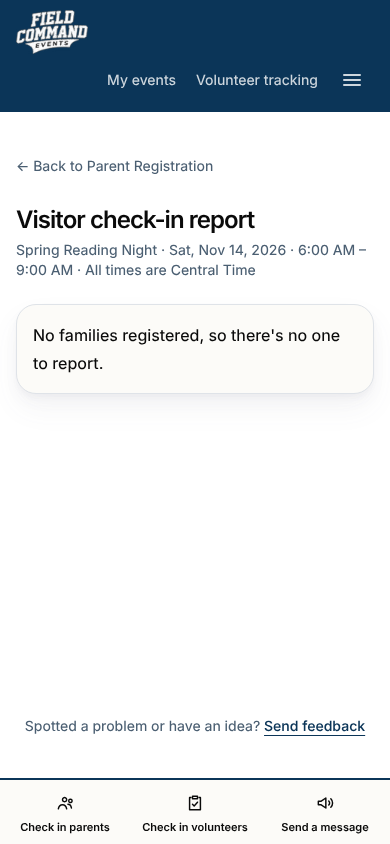 FIELD
COMMAND
EVENTS
My events Volunteer tracking
← Back to Parent Registration
Visitor check-in report
Spring Reading Night · Sat, Nov 14, 2026 · 6:00 AM –
9:00 AM · All times are Central Time
No families registered, so there's no one
to report.
Spotted a problem or have an idea? Send feedback
Check in parents Check in volunteers Send a message